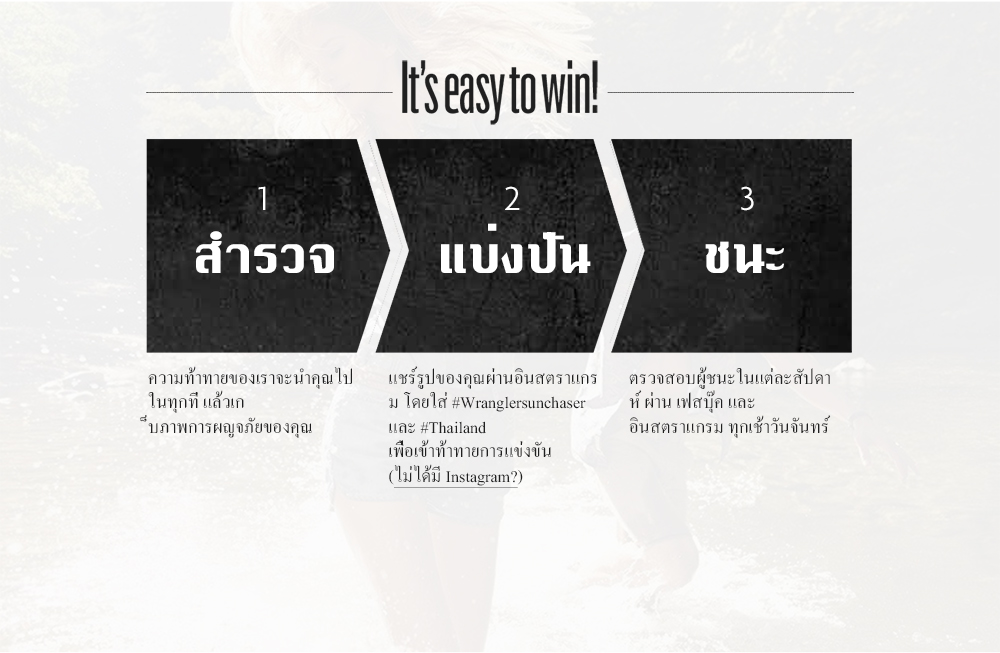 It's easy to win!
1
สำรวจ
2
แบ่งปัน
3
ชนะ
ความท้าทายของเราจะนำคุณไป
ในทุกที่ แล้วเก
็บภาพการผญจภัยของคุณ
แชร์รูปของคุณผ่านอินสตราแกร
ม โดยใส่ #Wranglersunchaser
และ #Thailand
เพื่อเข้าท้าทายการแข่งขัน
(ไม่ได้มี Instagram?)
ตรวจสอบผู้ชนะในแต่ละสัปดา
ห์ ผ่าน เฟสบุ๊ค และ
อินสตราแกรม ทุกเช้าวันจันทร์